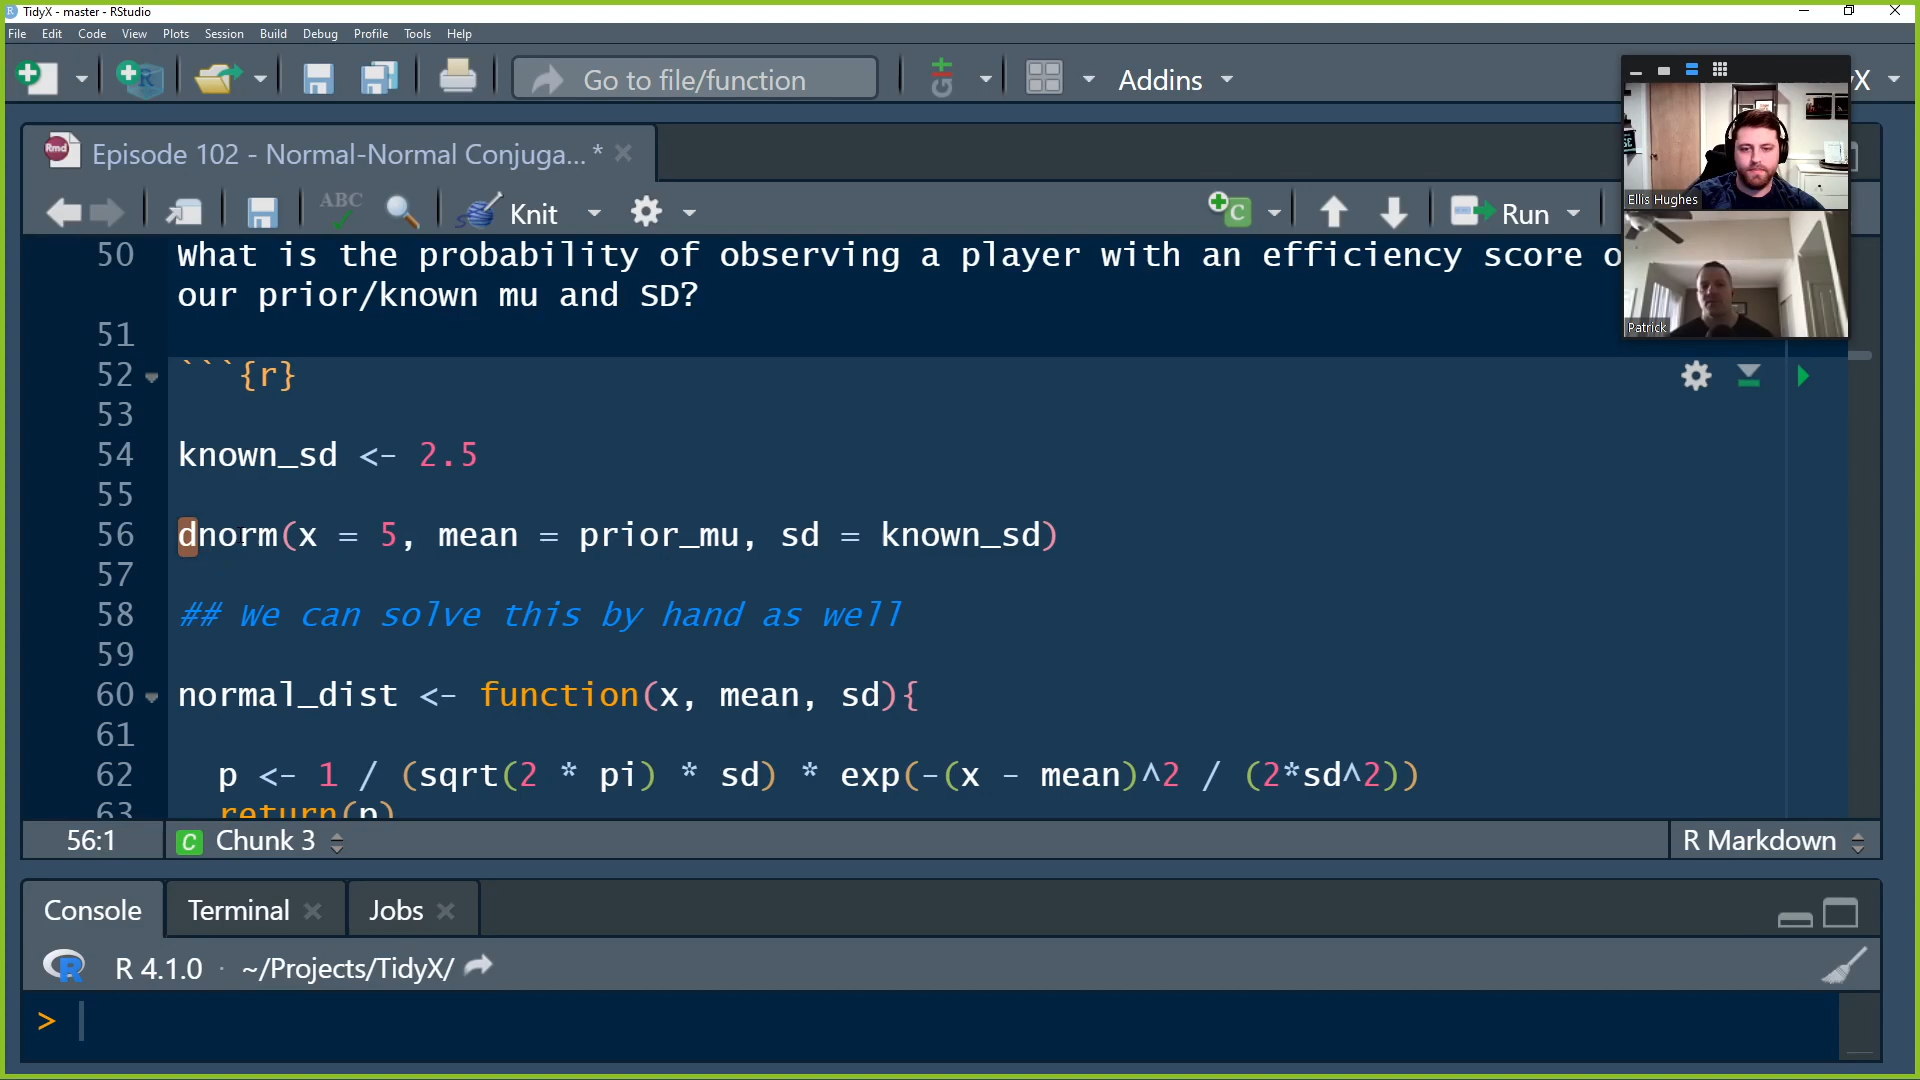 TidyX - master - RStudio
File Edit Code View Plots Session Build Debug Profile Tools Help
Go to file/function
Addins
X
Ellis Hughes
Patrick
Rmd
Episode 102 - Normal-Normal Conjuga... *
ABC
Knit
Run
50 What is the probability of observing a player with an efficiency score
our prior/known mu and SD?
51
52 ```{r}
53
54 known_sd <- 2.5
55
56 dnorm(x = 5, mean = prior_mu, sd = known_sd)
57
58 ## We can solve this by hand as well
59
60 normal_dist <- function(x, mean, sd){
61
62 p <- 1 / (sqrt(2 * pi) * sd) * exp(-(x - mean)^2 / (2*sd^2))
63 return(p)
56:1 C Chunk 3 R Markdown
Console Terminal Jobs
R R 4.1.0 · ~/Projects/TidyX/
>